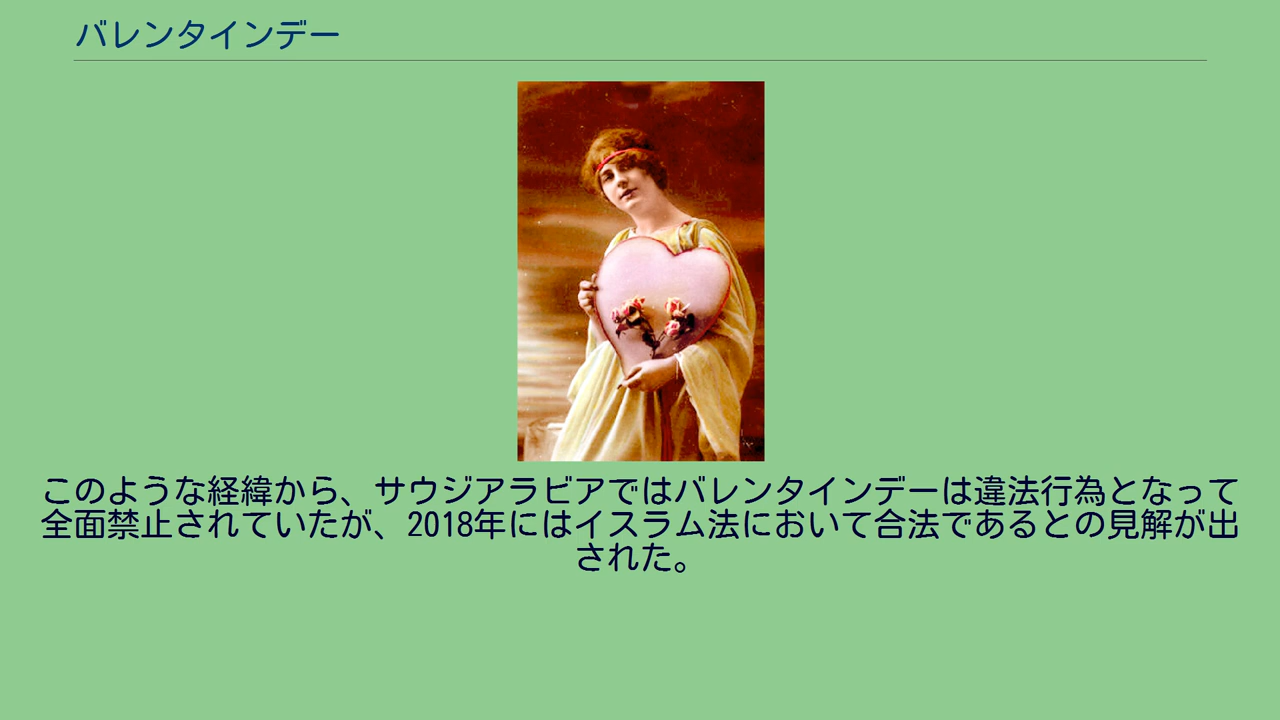 バレンタインデー
このような経緯から、サウジアラビアではバレンタインデーは違法行為となって
全面禁止されていたが、2018年にはイスラム法において合法であるとの見解が出
された。